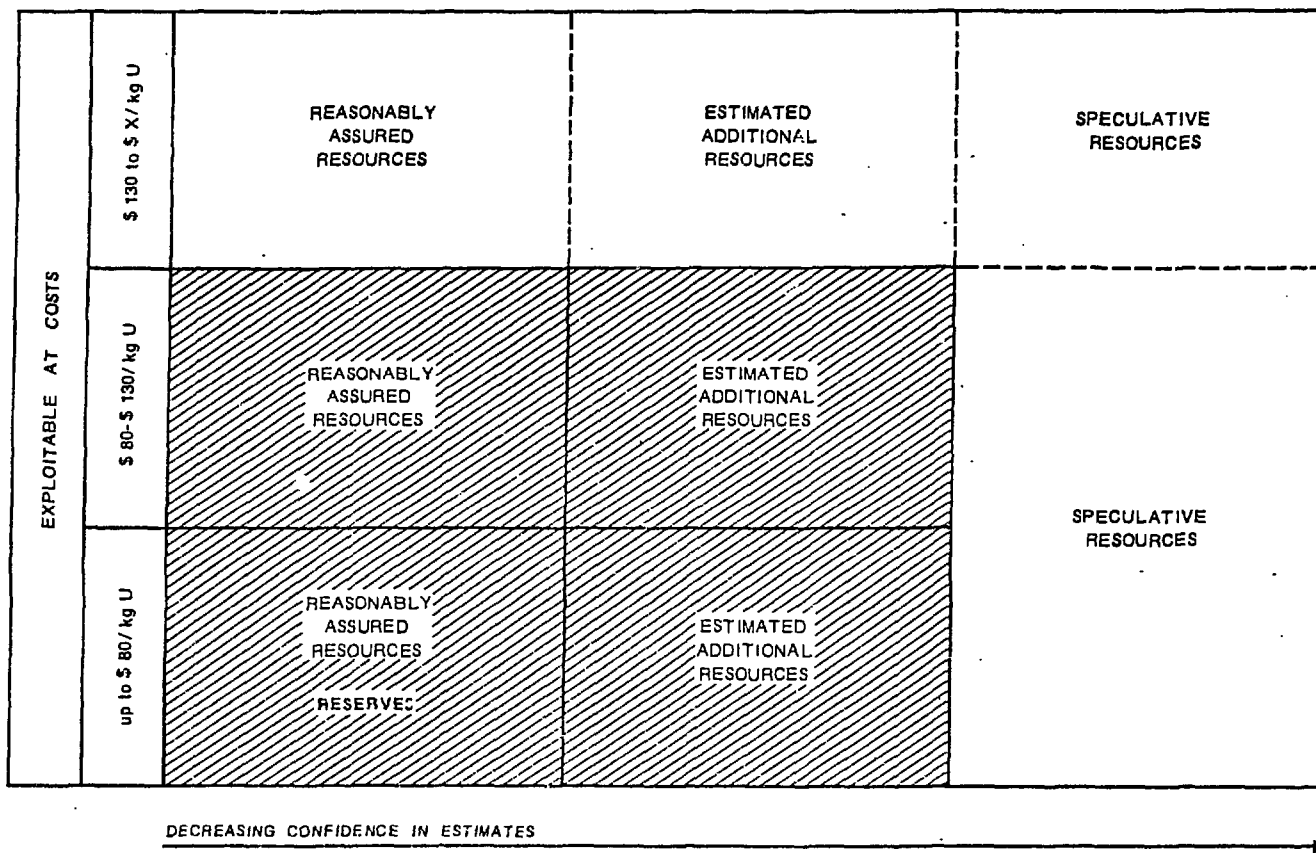 EXPLOITABLE AT COSTS
$ 130 to $ X/kg U
REASONABLY
ASSURED
RESOURCES
ESTIMATED
ADDITIONAL
RESOURCES
SPECULATIVE
RESOURCES
$ 80-$ 130/kg U
REASONABLY
ASSURED
RESOURCES
ESTIMATED
ADDITIONAL
RESOURCES
SPECULATIVE
RESOURCES
up to $ 80/kg U
REASONABLY
ASSURED
RESOURCES
RESERVES
ESTIMATED
ADDITIONAL
RESOURCES
DECREASING CONFIDENCE IN ESTIMATES